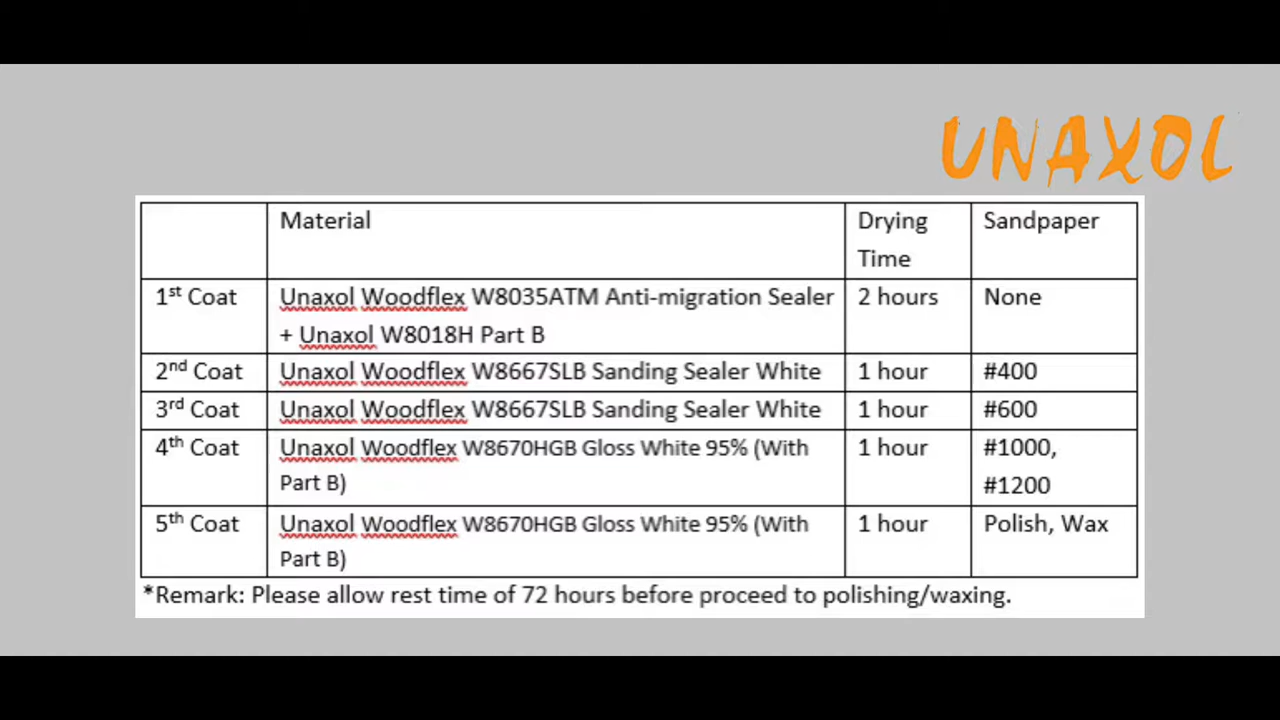 UNAXOL
Material
Drying
Time
Sandpaper
1st Coat
Unaxol Woodflex W8035ATM Anti-migration Sealer
+ Unaxol W8018H Part B
2 hours
None
2nd Coat
Unaxol Woodflex W8667SLB Sanding Sealer White
1 hour
#400
3rd Coat
Unaxol Woodflex W8667SLB Sanding Sealer White
1 hour
#600
4th Coat
Unaxol Woodflex W8670HGB Gloss White 95% (With
Part B)
1 hour
#1000,
#1200
5th Coat
Unaxol Woodflex W8670HGB Gloss White 95% (With
Part B)
1 hour
Polish, Wax
*Remark: Please allow rest time of 72 hours before proceed to polishing/waxing.